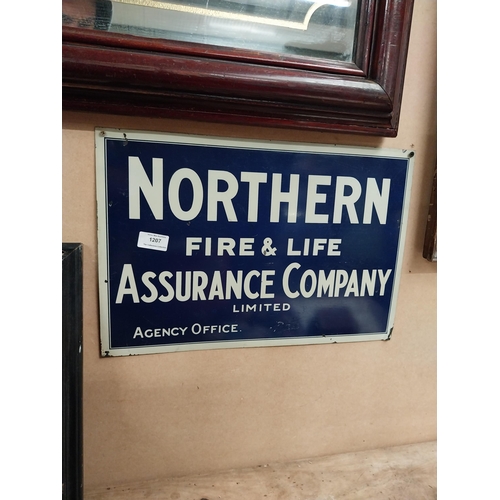 NORTHERN
FIRE & LIFE
1207
ASSURANCE COMPANY
LIMITED
AGENCY OFFICE.